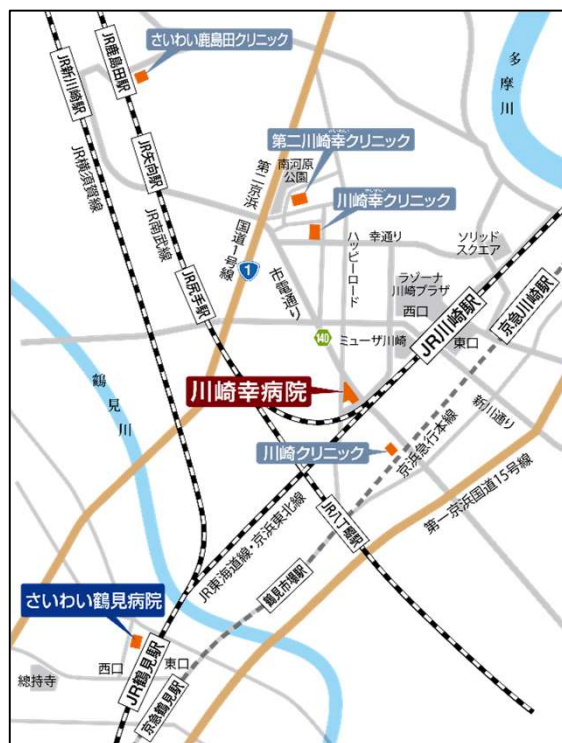 さいわい鹿島田クリニック
多摩川
JR新川崎駅
JR鹿島田駅
JR横須賀線
JR矢向駅
JR南武線
JR尻手駅
第二京浜
国道1号線
1
第二川崎幸クリニック
南河原
公園
川崎幸クリニック
市電通り
ハッピーロード
幸通り
ソリッド
スクエア
ラゾーナ
川崎プラザ
西口
JR川崎駅
東口
京急川崎駅
140
ミューザ川崎
川崎幸病院
鶴見川
新川通り
川崎クリニック
京浜急行本線
第一京浜国道15号線
JR八丁畷駅
JR東海道線・京浜東北線
鶴見市場駅
さいわい鶴見病院
西口
東口
JR鶴見駅
京急鶴見駅
總持寺